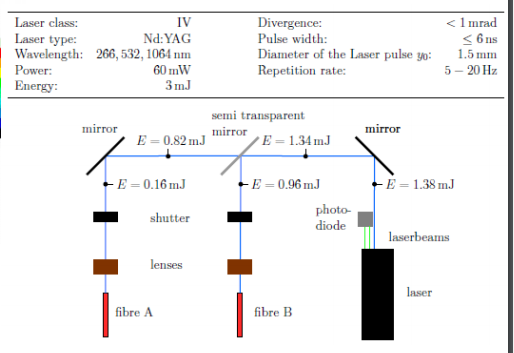 Laser class: IV Divergence: < 1 mrad
Laser type: Nd:YAG Pulse width: ≤ 6 ns
Wavelength: 266, 532, 1064 nm Diameter of the Laser pulse y₀: 1.5 mm
Power: 60 mW Repetition rate: 5 − 20 Hz
Energy: 3 mJ
semi transparent
mirror mirror mirror
E = 0.82 mJ E = 1.34 mJ
E = 0.16 mJ E = 0.96 mJ E = 1.38 mJ
shutter
photo-
diode
laserbeams
lenses
laser
fibre A fibre B